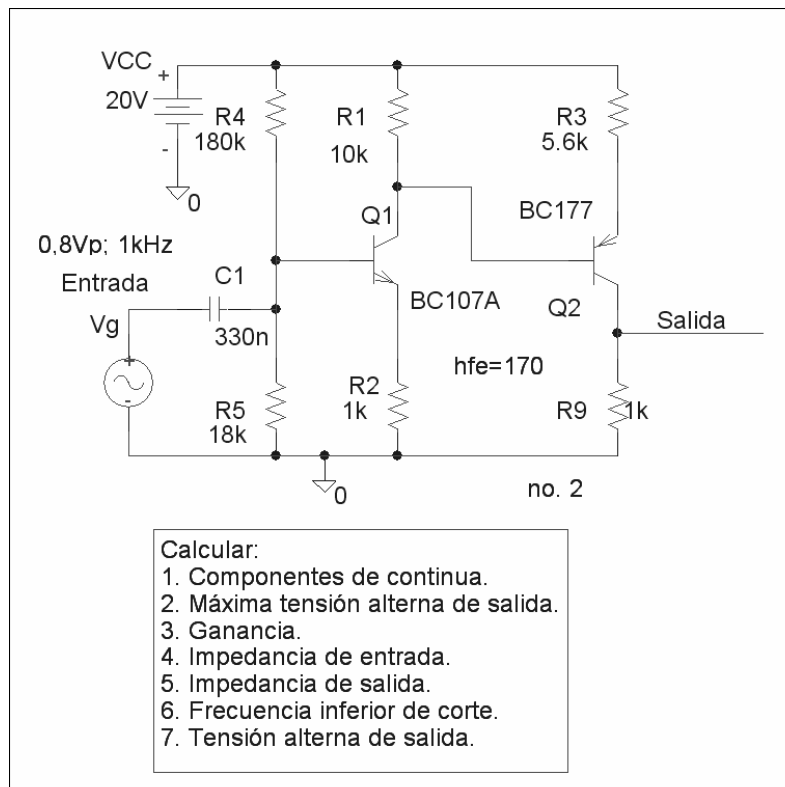 VCC
+
20V
-
0
R4
180k
R1
10k
R3
5.6k
Q1
BC177
0,8Vp; 1kHz
Entrada
C1
Vg
330n
BC107A
Q2
Salida
hfe=170
+
-
R5
18k
R2
1k
R9
1k
0
no. 2
Calcular:
1. Componentes de continua.
2. Máxima tensión alterna de salida.
3. Ganancia.
4. Impedancia de entrada.
5. Impedancia de salida.
6. Frecuencia inferior de corte.
7. Tensión alterna de salida.